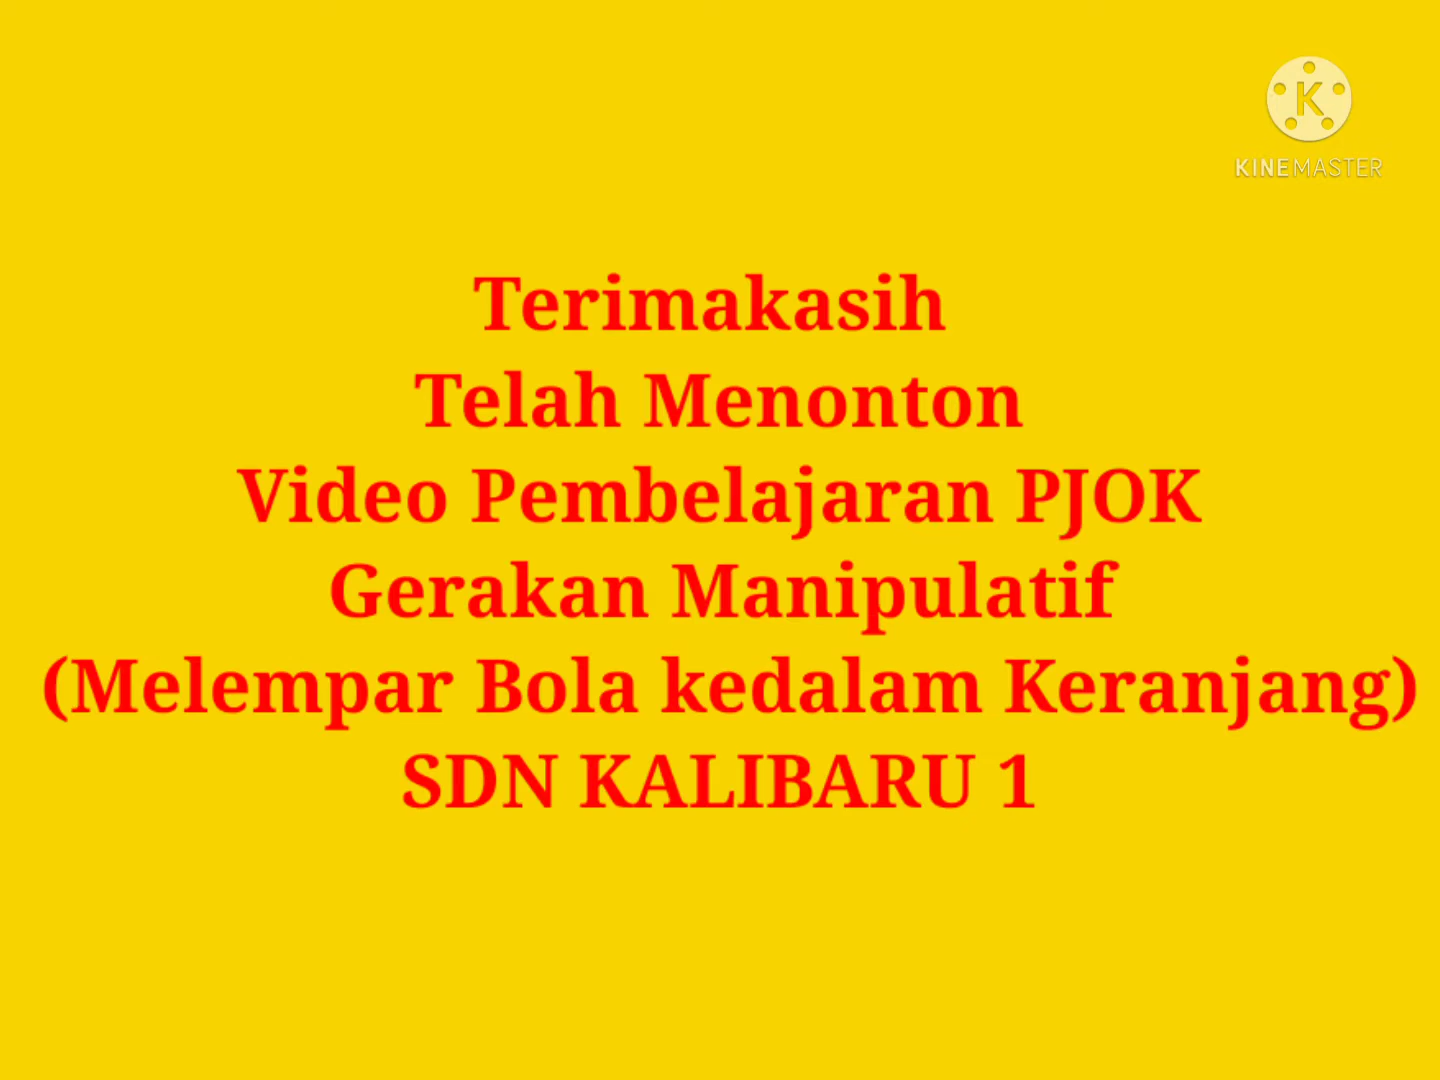 K
KINEMASTER
Terimakasih
Telah Menonton
Video Pembelajaran PJOK
Gerakan Manipulatif
(Melempar Bola kedalam Keranjang)
SDN KALIBARU 1